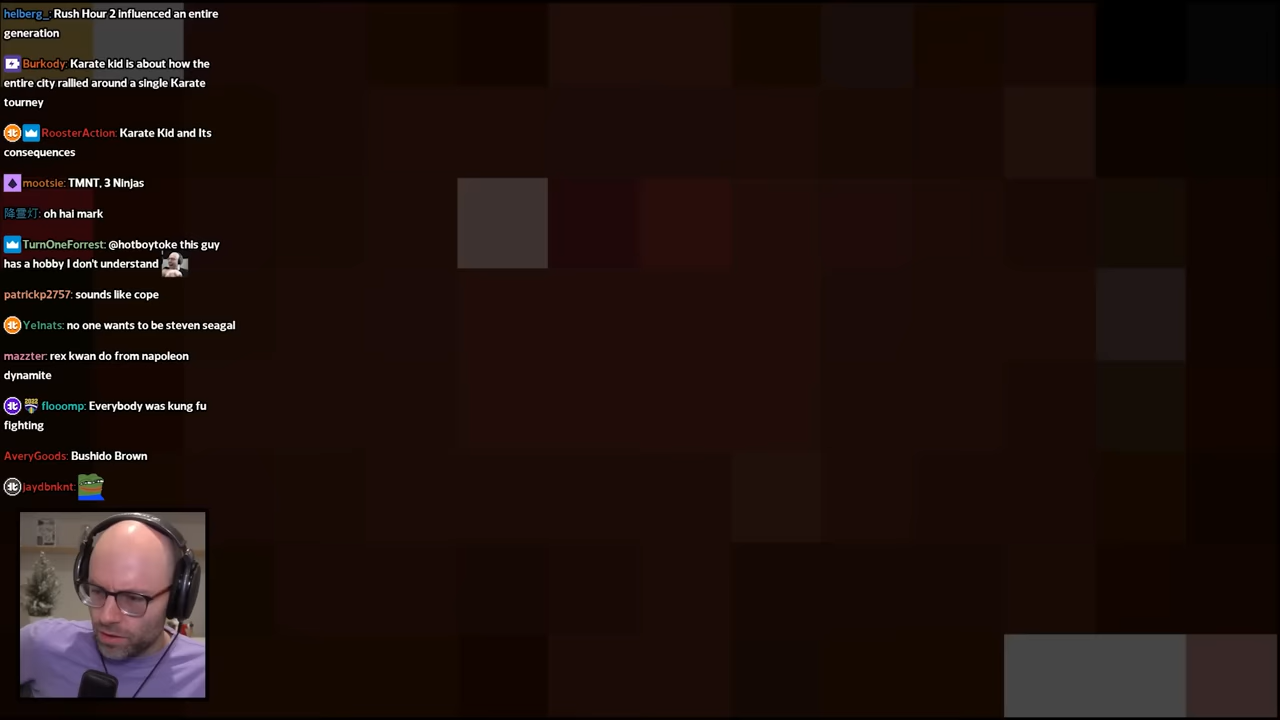 helberg_: Rush Hour 2 influenced an entire
generation
Burkody: Karate kid is about how the
entire city rallied around a single Karate
tourney
RoosterAction: Karate Kid and Its
consequences
mootsie: TMNT, 3 Ninjas
降霊灯: oh hai mark
TurnOneForrest: @hotboytoke this guy
has a hobby I don't understand
patrickp2757: sounds like cope
Ye1nats: no one wants to be steven seagal
mazzter: rex kwan do from napoleon
dynamite
flooomp: Everybody was kung fu
fighting
AveryGoods: Bushido Brown
jaydbnknt: